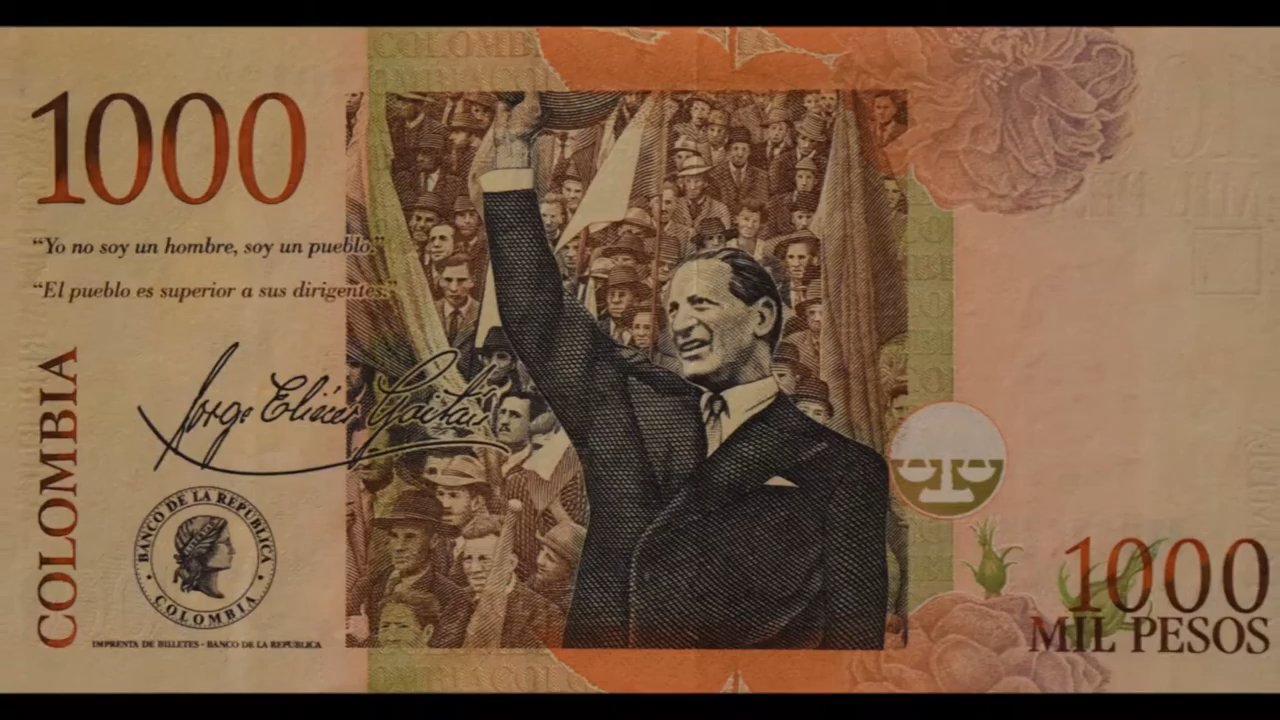 1000
“Yo no soy un hombre, soy un pueblo.”
“El pueblo es superior a sus dirigentes.”
COLOMBIA
Jorge Eliécer Gaitán
BANCO DE LA REPÚBLICA
COLOMBIA
IMPRENTA DE BILLETES - BANCO DE LA REPUBLICA
1000
MIL PESOS